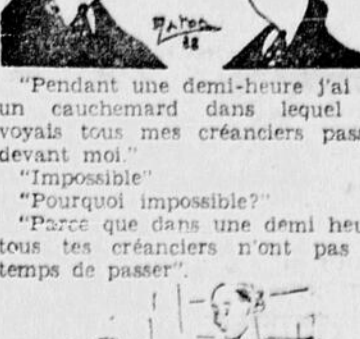 "Pendant une demi-heure j'ai
un cauchemard dans lequel
voyais tous mes créanciers pass
devant moi."
"Impossible"
"Pourquoi impossible?"
"Parce que dans une demi heu
tous tes créanciers n'ont pas
temps de passer".